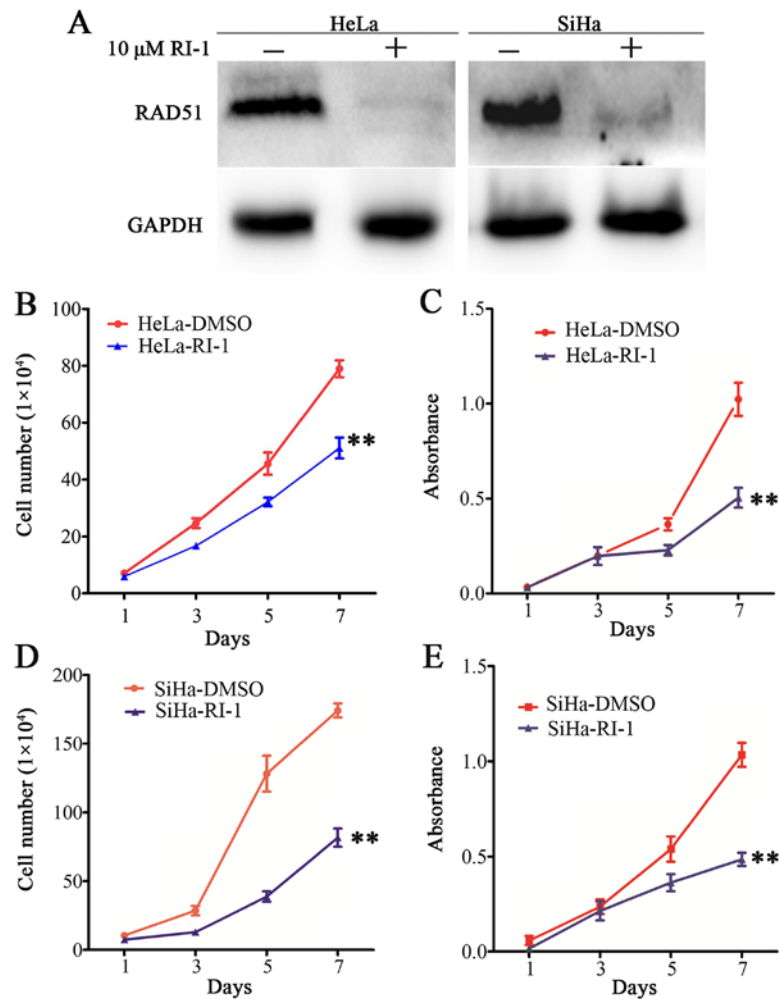 A
HeLa
SiHa
10 μM RI-1
− + − +
RAD51
GAPDH
B
100
80
60
40
20
0
Cell number (1×10⁴)
HeLa-DMSO
HeLa-RI-1
**
1 3 5 7
Days
C
1.5
1.0
0.5
0.0
Absorbance
HeLa-DMSO
HeLa-RI-1
**
1 3 5 7
Days
D
200
150
100
50
0
Cell number (1×10⁴)
SiHa-DMSO
SiHa-RI-1
**
1 3 5 7
Days
E
1.5
1.0
0.5
0.0
Absorbance
SiHa-DMSO
SiHa-RI-1
**
1 3 5 7
Days